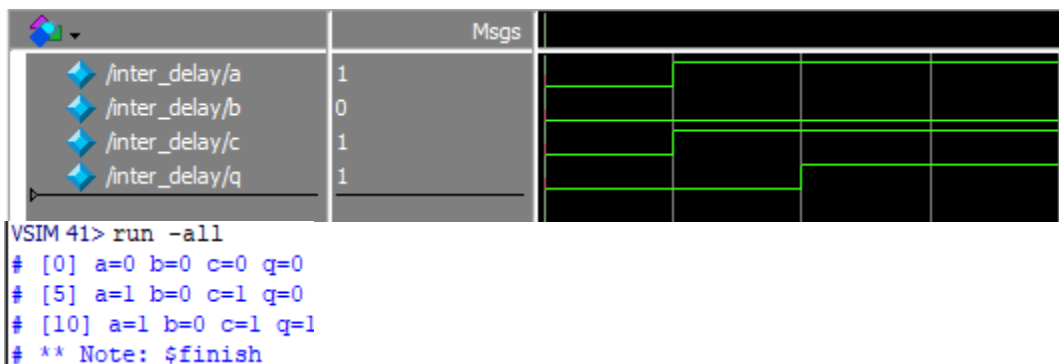 Msgs
/inter_delay/a 1
/inter_delay/b 0
/inter_delay/c 1
/inter_delay/q 1
VSIM 41> run -all
# [0] a=0 b=0 c=0 q=0
# [5] a=1 b=0 c=1 q=0
# [10] a=1 b=0 c=1 q=1
# ** Note: $finish